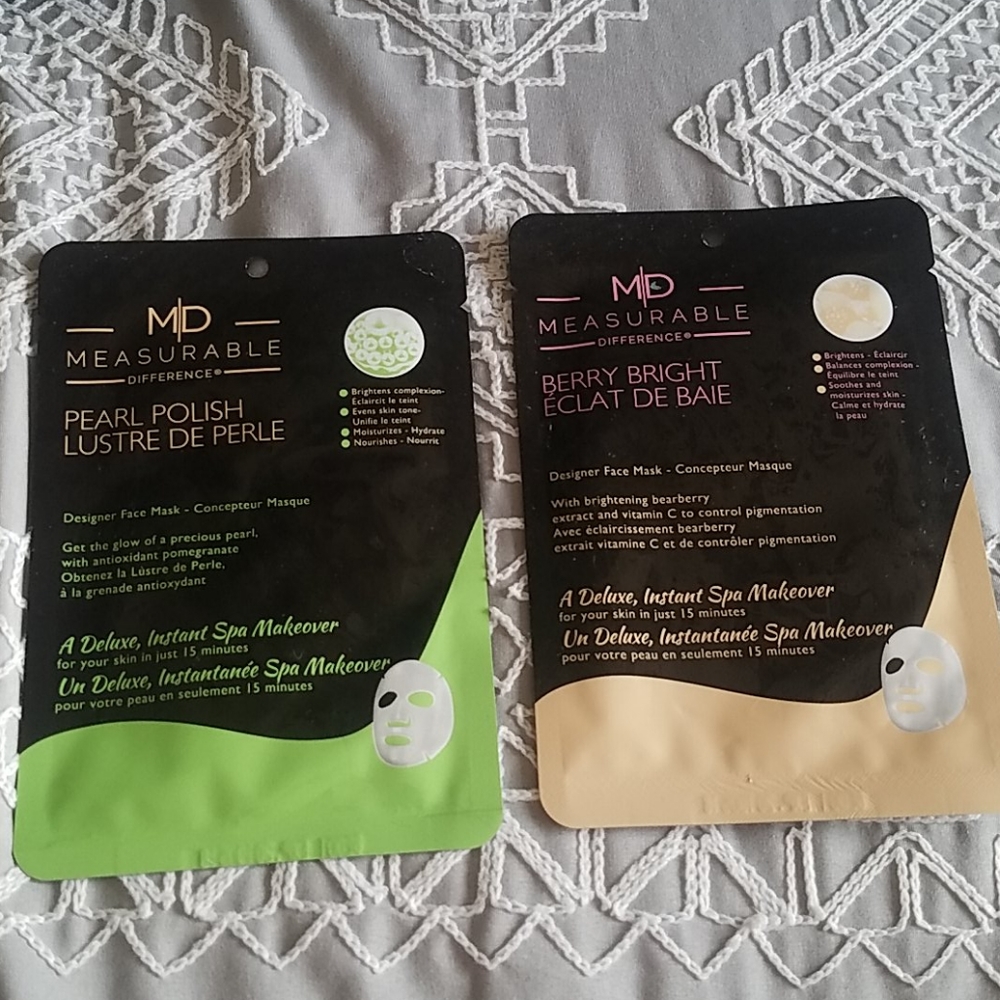 M|D
MEASURABLE
DIFFERENCE®
PEARL POLISH
LUSTRE DE PERLE
Brightens complexion-
Éclaircit le teint
Evens skin tone-
Unifie le teint
Moisturizes - Hydrate
Nourishes - Nourrit
Designer Face Mask - Concepteur Masque
Get the glow of a precious pearl,
with antioxidant pomegranate
Obtenez la Lustre de Perle,
à la grenade antioxydant
A Deluxe, Instant Spa Makeover
for your skin in just 15 minutes
Un Deluxe, Instantanée Spa Makeover
pour votre peau en seulement 15 minutes
M|D
MEASURABLE
DIFFERENCE®
BERRY BRIGHT
ÉCLAT DE BAIE
Brightens - Éclaircir
Balances complexion -
Équilibre le teint
Soothes and
moisturizes skin -
Calme et hydrate
la peau
Designer Face Mask - Concepteur Masque
With brightening bearberry
extract and vitamin C to control pigmentation
Avec éclaircissement bearberry
extrait vitamine C et de contrôler pigmentation
A Deluxe, Instant Spa Makeover
for your skin in just 15 minutes
Un Deluxe, Instantanée Spa Makeover
pour votre peau en seulement 15 minutes